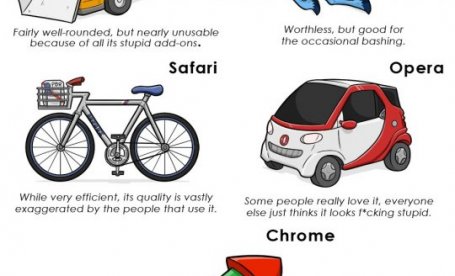 Fairly well-rounded, but nearly unusable
because of all its stupid add-ons.
Worthless, but good for
the occasional bashing.
Safari
Opera
While very efficient, its quality is vastly
exaggerated by the people that use it.
Some people really love it, everyone
else just thinks it looks f*cking stupid.
Chrome